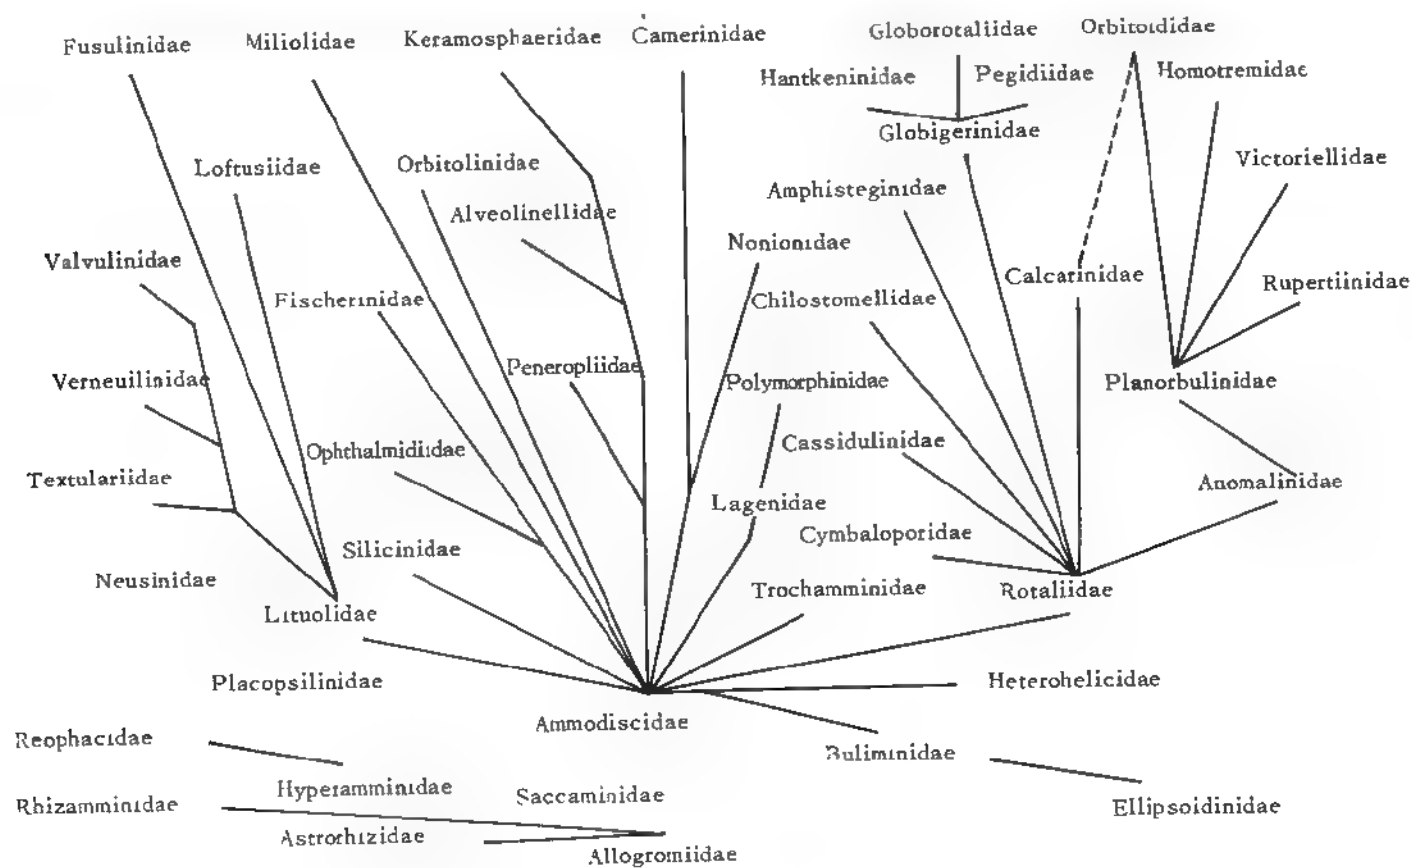 Fusulinidae
Miliolidae
Keramosphaeridae
Camerinidae
Globorotaliidae
Orbitoididae
Hantkeninidae
Pegidiidae
Homotremidae
Globigerinidae
Loftusiidae
Orbitolinidae
Victoriellidae
Amphisteginidae
Alveolinellidae
Valvulinidae
Nonionidae
Calcarinidae
Rupertiinidae
Fischerinidae
Chilostomellidae
Verneuilinidae
Peneropliidae
Polymorphinidae
Planorbulinidae
Ophthalmidiidae
Cassidulinidae
Textulariidae
Lagenidae
Anomalinidae
Silicinidae
Cymbaloporidae
Neusinidae
Trochamminidae
Rotaliidae
Lituolidae
Placopsilinidae
Heterohelicidae
Ammodiscidae
Reophacidae
Buliminidae
Hyperamminidae
Saccaminidae
Rhizamminidae
Ellipsoidinidae
Astrorhizidae
Allogromiidae